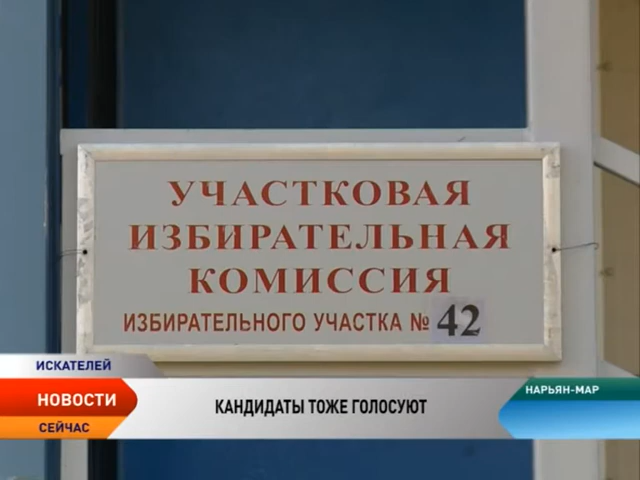 УЧАСТКОВАЯ
ИЗБИРАТЕЛЬНАЯ
КОМИССИЯ
ИЗБИРАТЕЛЬНОГО УЧАСТКА № 42
ИСКАТЕЛЕЙ
НОВОСТИ
СЕЙЧАС
КАНДИДАТЫ ТОЖЕ ГОЛОСУЮТ
НАРЬЯН-МАР